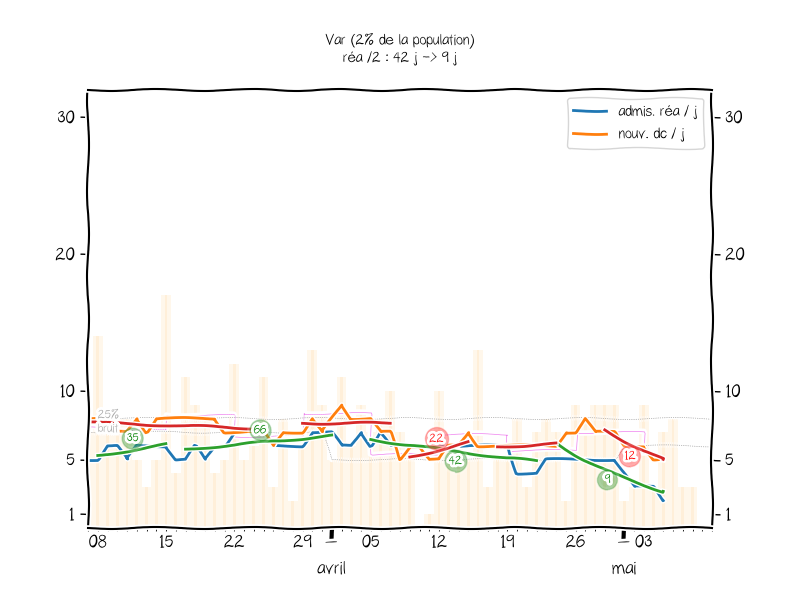 Var (2% de la population)
réa /2 : 42 j -> 9 j
admis. réa / j
nouv. dc / j
30
30
20
20
10
10
5
5
1
1
25%
bruit
35
66
22
42
12
9
08 15 22 29 05 12 19 26 03
avril mai